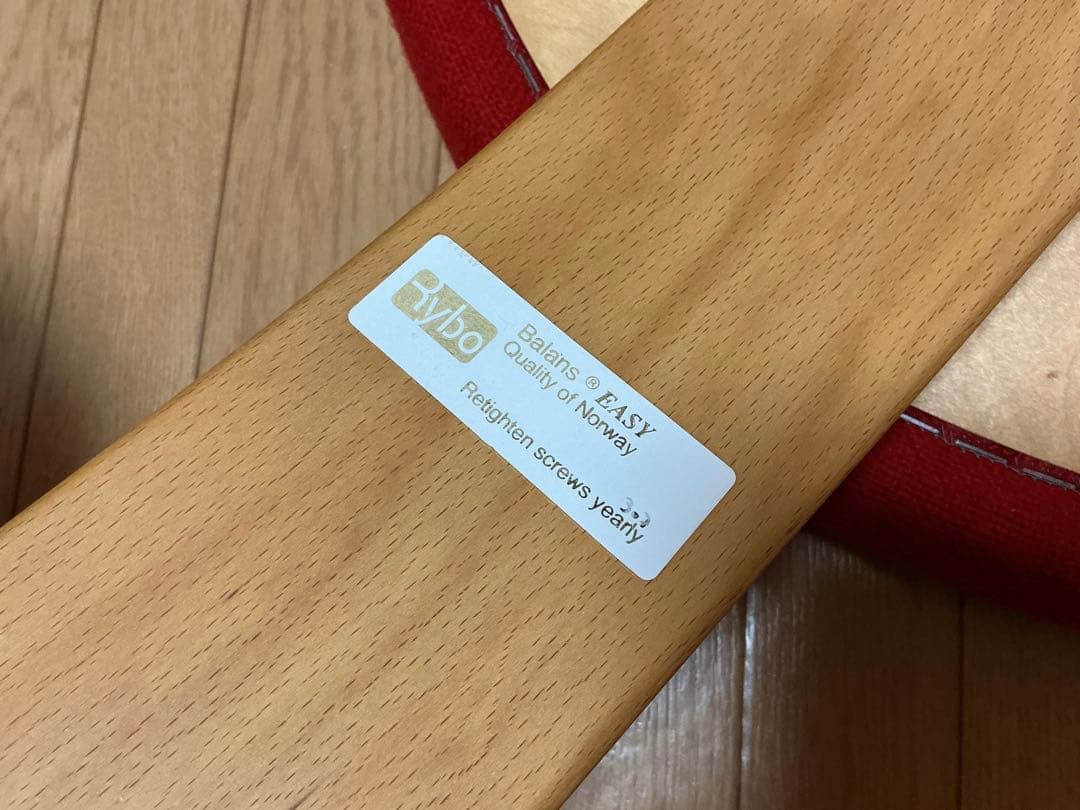 Rybo
Balans ® EASY
Quality of Norway
Retighten screws yearly